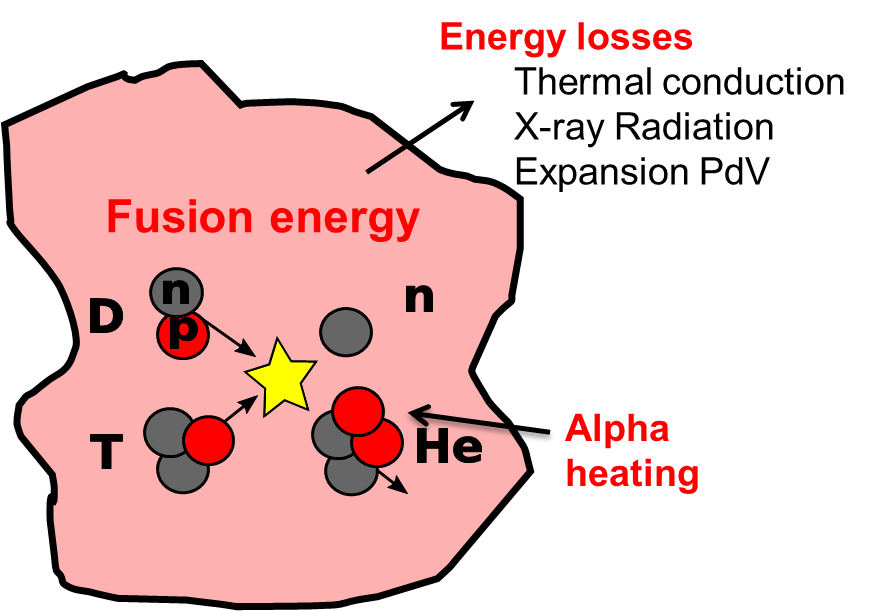 Energy losses
Thermal conduction
X-ray Radiation
Expansion PdV
Fusion energy
D
n
p
n
T
He
Alpha
heating